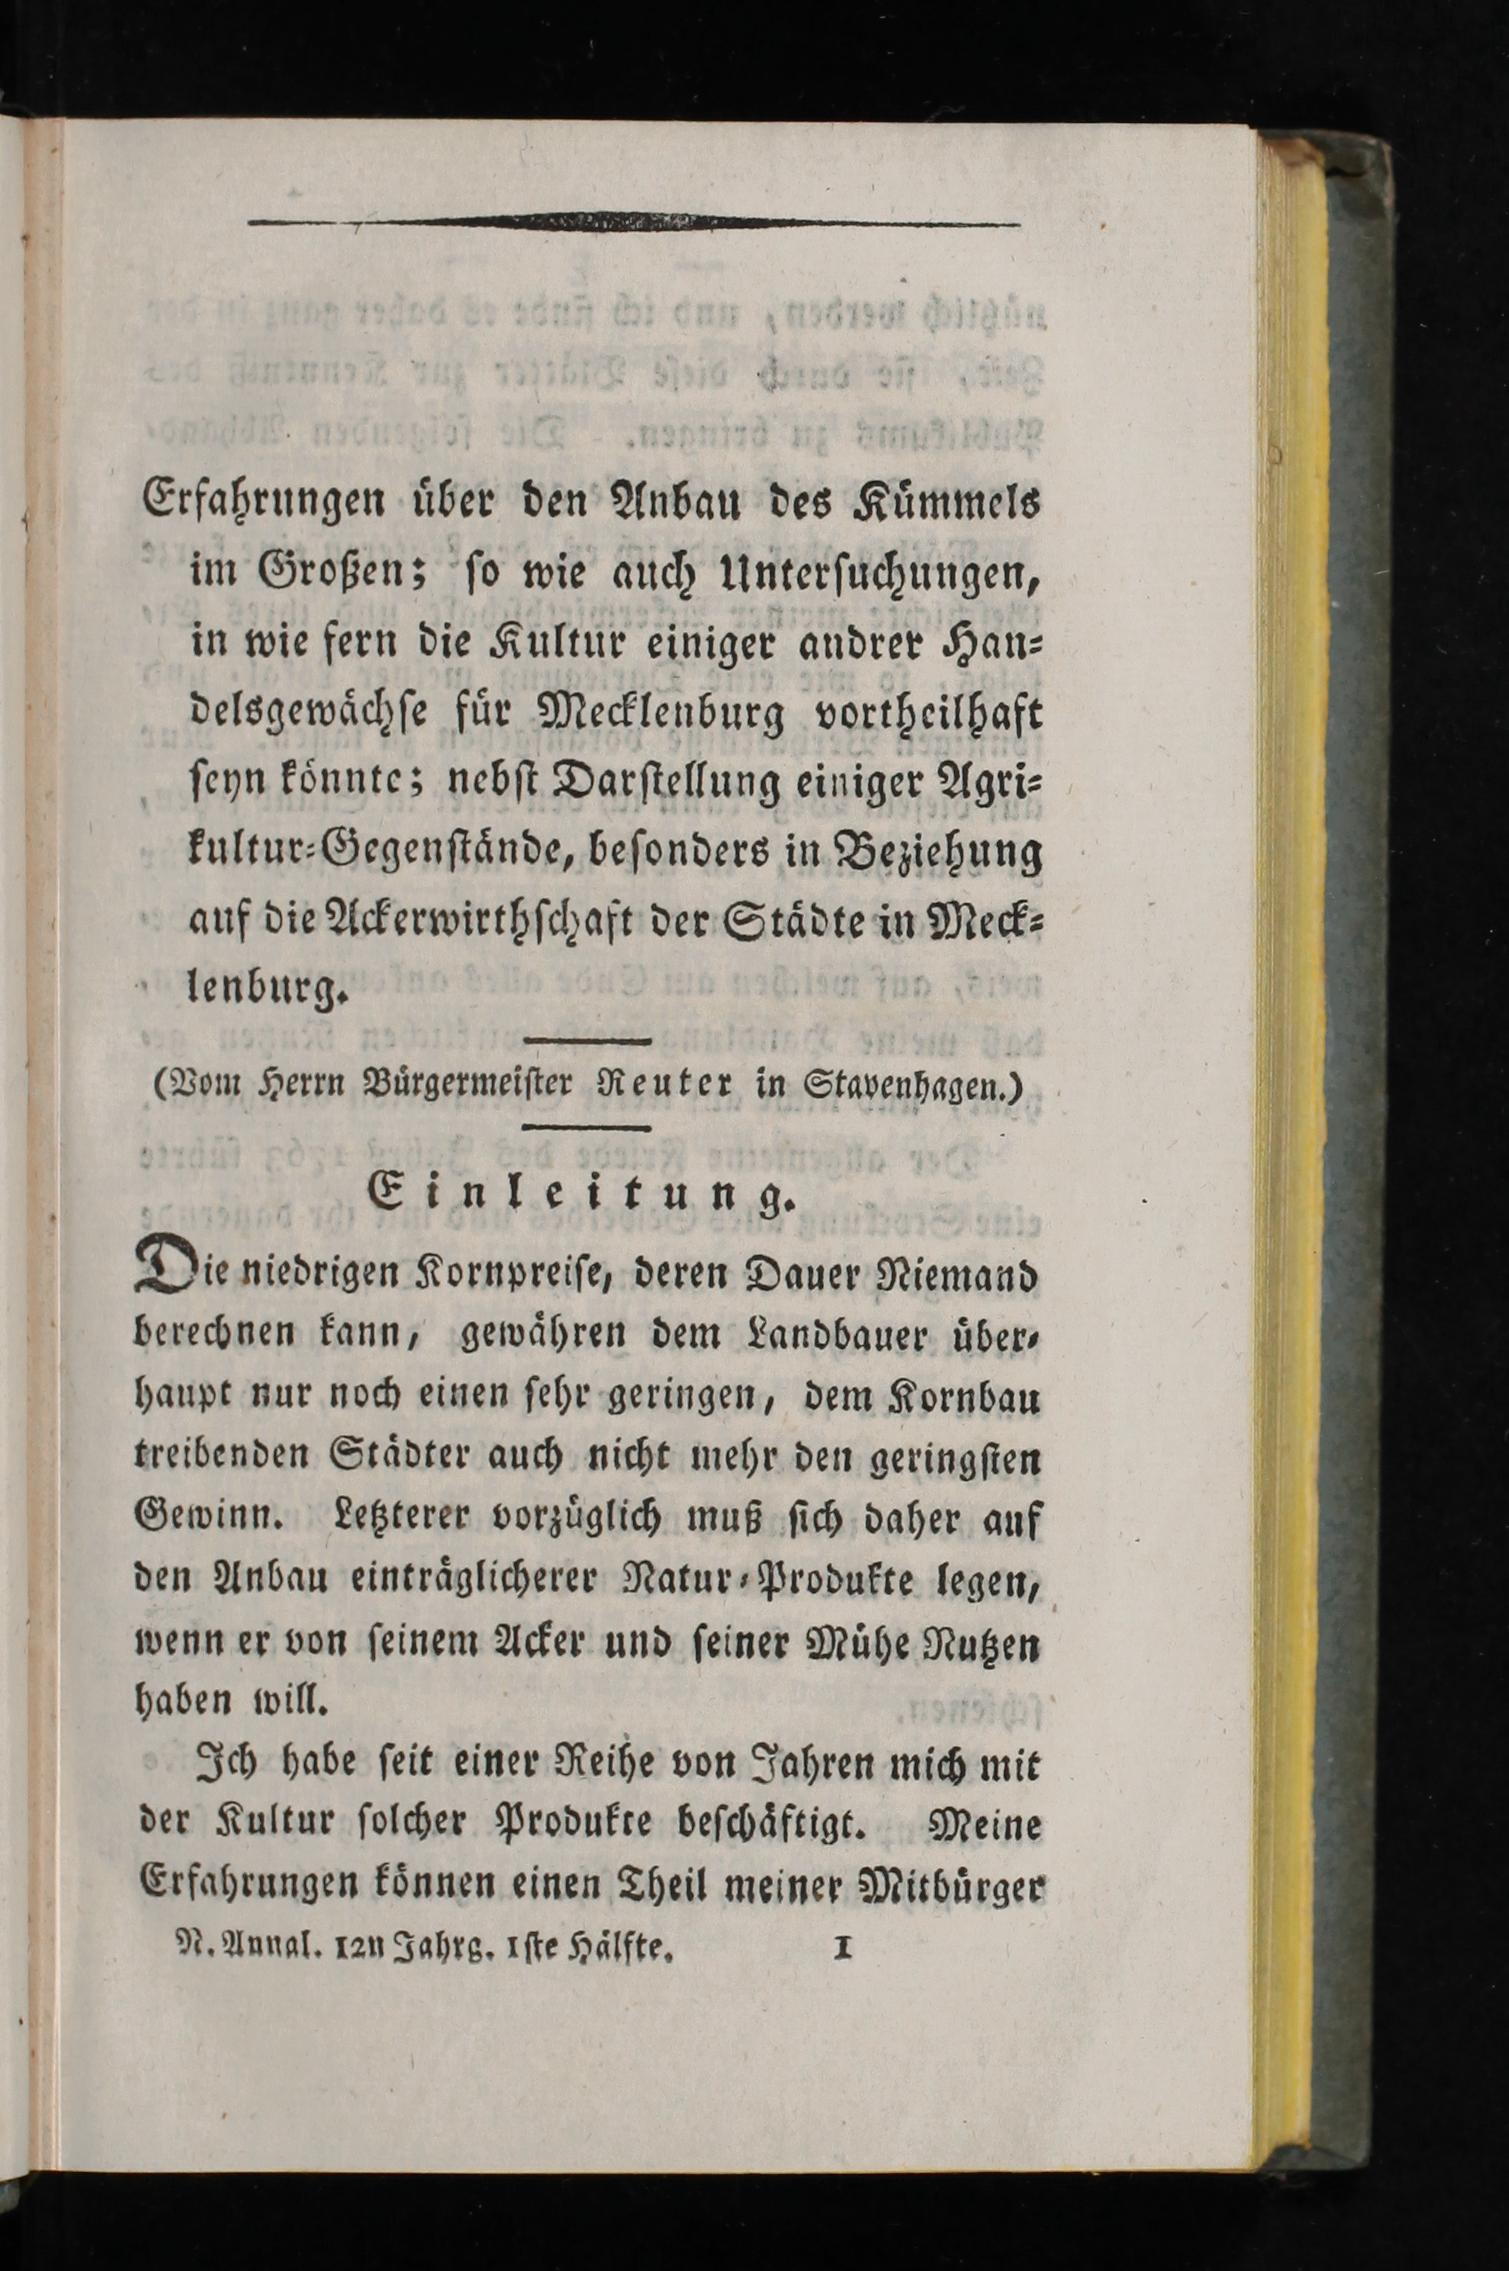 Erfahrungen über den Anbau des Kümmels
im Großen; ſo wie auch Unterſuchungen,
in wie fern die Kultur einiger andrer Han-
delsgewächſe für Mecklenburg vortheilhaft
ſeyn könnte; nebſt Darſtellung einiger Agri-
kultur-Gegenſtände, beſonders in Beziehung
auf die Ackerwirthſchaft der Städte in Meck-
lenburg.
(Vom Herrn Bürgermeiſter Reuter in Stavenhagen.)
Einleitung.
Die niedrigen Kornpreiſe, deren Dauer Niemand
berechnen kann, gewähren dem Landbauer über-
haupt nur noch einen ſehr geringen, dem Kornbau
treibenden Städter auch nicht mehr den geringſten
Gewinn. Letzterer vorzüglich muß ſich daher auf
den Anbau einträglicherer Natur-Produkte legen,
wenn er von ſeinem Acker und ſeiner Mühe Nutzen
haben will.
Ich habe ſeit einer Reihe von Jahren mich mit
der Kultur ſolcher Produkte beſchäftigt. Meine
Erfahrungen können einen Theil meiner Mitbürger
N. Annal. 12n Jahrg. 1ſte Hälfte. 1